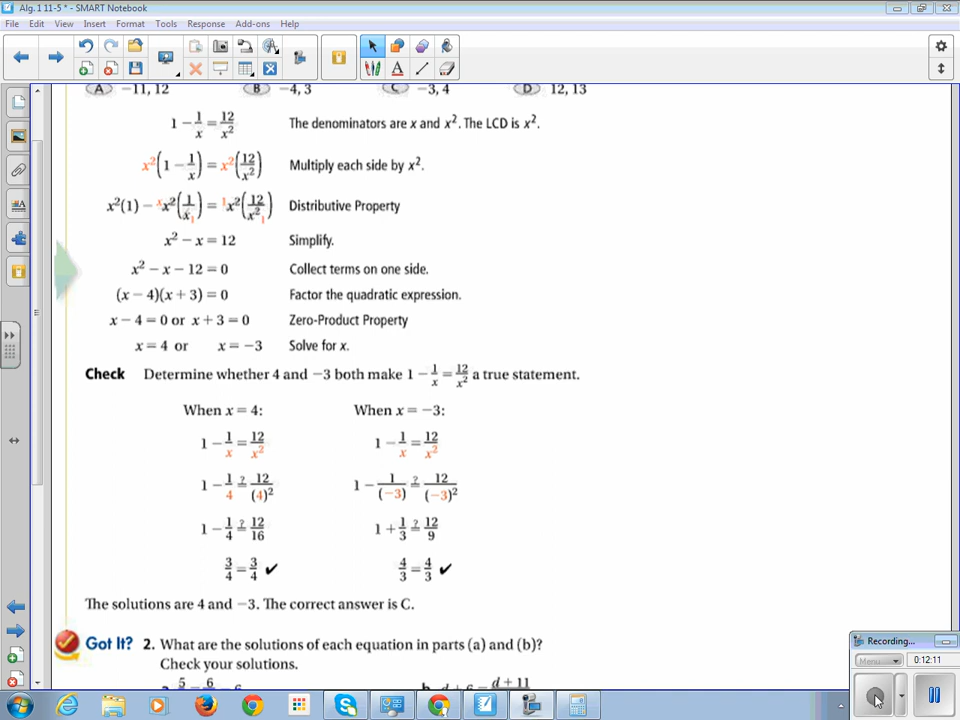 Alg.1 11-5 * - SMART Notebook
File Edit View Insert Format Tools Response Add-ons Help
A −11, 12 B −4, 3 C −3, 4 D 12, 13
1 − 1/x = 12/x² The denominators are x and x². The LCD is x².
x²(1 − 1/x) = x²(12/x²) Multiply each side by x².
x²(1) − ˣx²(1/x₁) = ¹x²(12/x²₁) Distributive Property
x² − x = 12 Simplify.
x² − x − 12 = 0 Collect terms on one side.
(x − 4)(x + 3) = 0 Factor the quadratic expression.
x − 4 = 0 or x + 3 = 0 Zero-Product Property
x = 4 or x = −3 Solve for x.
Check Determine whether 4 and −3 both make 1 − 1/x = 12/x² a true statement.
When x = 4: When x = −3:
1 − 1/x = 12/x² 1 − 1/x = 12/x²
1 − 1/4 ≟ 12/(4)² 1 − 1/(−3) ≟ 12/(−3)²
1 − 1/4 ≟ 12/16 1 + 1/3 ≟ 12/9
3/4 = 3/4 ✔ 4/3 = 4/3 ✔
The solutions are 4 and −3. The correct answer is C.
Got It? 2. What are the solutions of each equation in parts (a) and (b)?
Check your solutions.
d + 11
Recording...
Menu
0:12:11